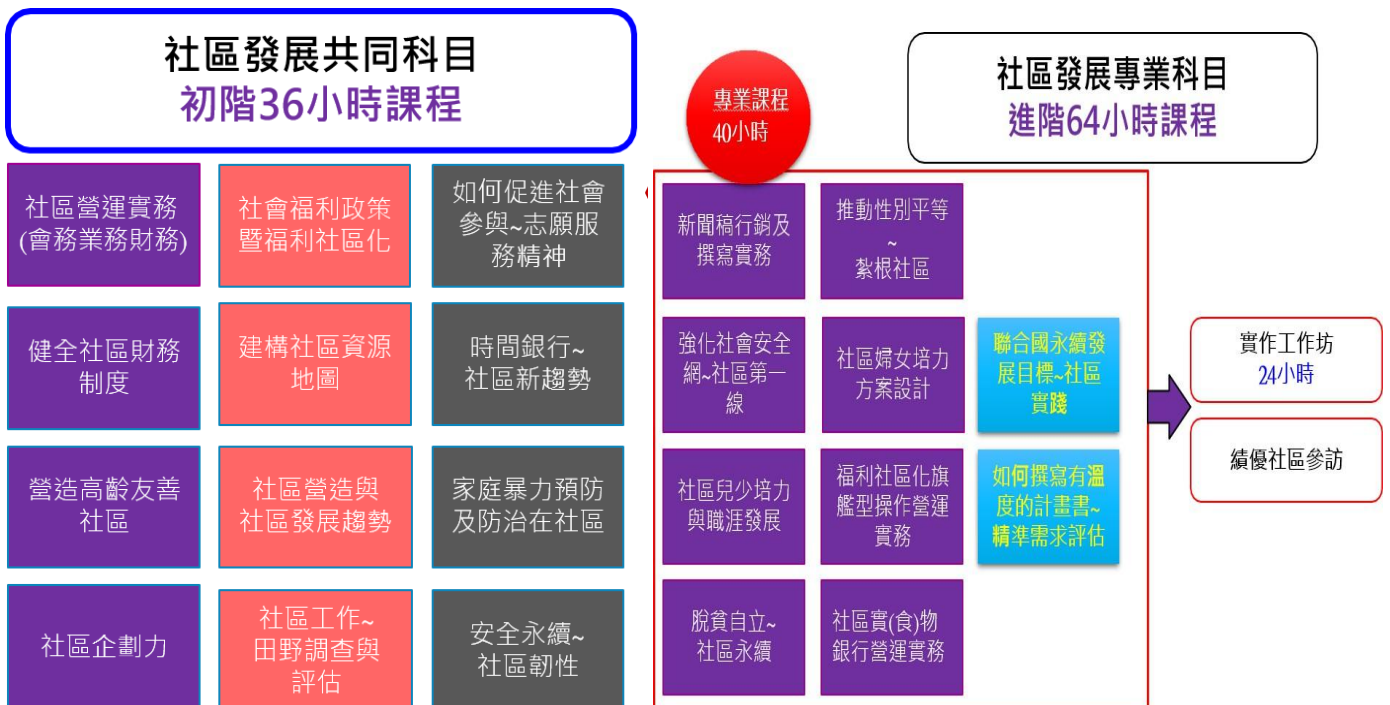 社區發展共同科目
初階36小時課程
專業課程
40小時
社區發展專業科目
進階64小時課程
社區營運實務
(會務業務財務)
社會福利政策
暨福利社區化
如何促進社會
參與~志願服
務精神
健全社區財務
制度
建構社區資源
地圖
時間銀行~
社區新趨勢
營造高齡友善
社區
社區營造與
社區發展趨勢
家庭暴力預防
及防治在社區
社區企劃力
社區工作~
田野調查與
評估
安全永續~
社區韌性
新聞稿行銷及
撰寫實務
推動性別平等
~
紮根社區
強化社會安全
網~社區第一
線
社區婦女培力
方案設計
聯合國永續發
展目標~社區
實踐
社區兒少培力
與職涯發展
福利社區化旗
艦型操作營運
實務
如何撰寫有溫
度的計畫書~
精準需求評估
脫貧自立~
社區永續
社區實(食)物
銀行營運實務
實作工作坊
24小時
績優社區參訪